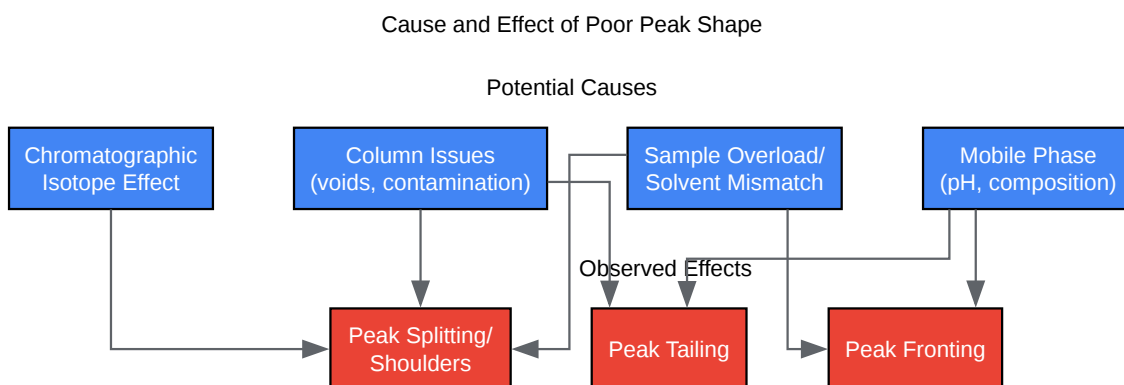 Cause and Effect of Poor Peak Shape
Potential Causes
Chromatographic
Isotope Effect
Column Issues
(voids, contamination)
Sample Overload/
Solvent Mismatch
Mobile Phase
(pH, composition)
Observed Effects
Peak Splitting/
Shoulders
Peak Tailing
Peak Fronting